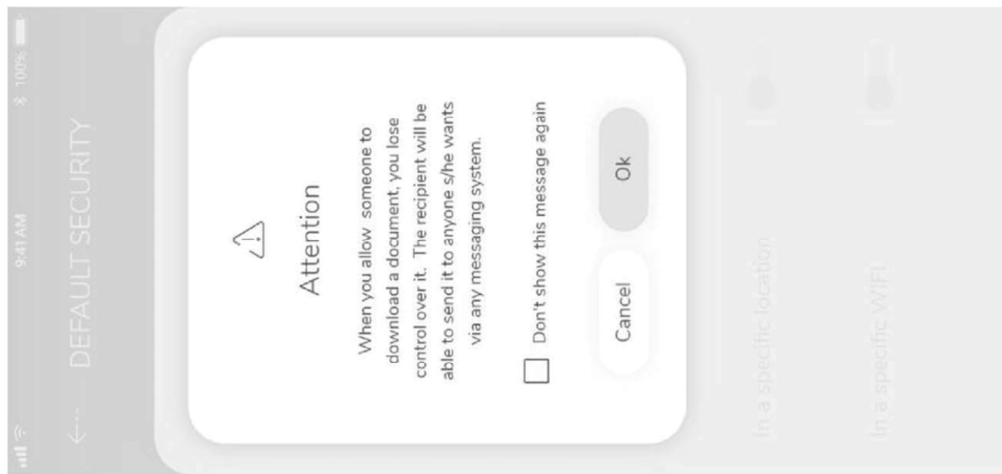 9:41 AM
100%
DEFAULT SECURITY
Attention
When you allow someone to
download a document, you lose
control over it. The recipient will be
able to send it to anyone s/he wants
via any messaging system.
Don't show this message again
Cancel
Ok
In a specific location
In a specific WIFI